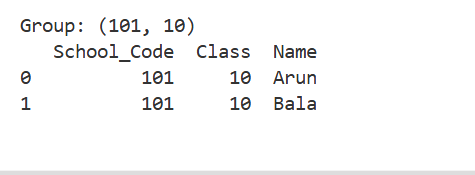 Group: (101, 10)
School_Code Class Name
0 101 10 Arun
1 101 10 Bala